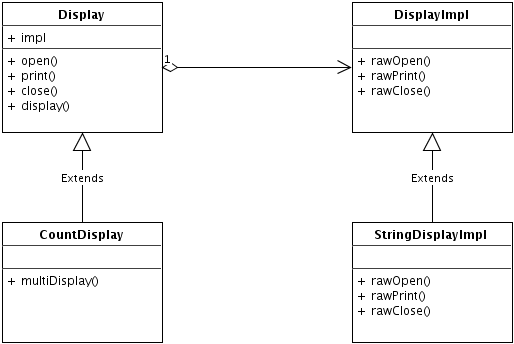 Display
+ impl
+ open()
+ print()
+ close()
+ display()
1
DisplayImpl
+ rawOpen()
+ rawPrint()
+ rawClose()
Extends
Extends
CountDisplay
+ multiDisplay()
StringDisplayImpl
+ rawOpen()
+ rawPrint()
+ rawClose()